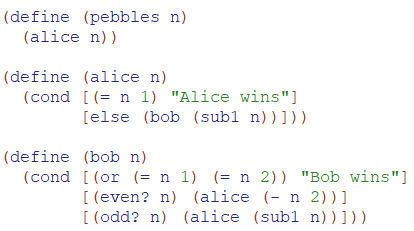 (define (pebbles n)
  (alice n))
(define (alice n)
  (cond [(= n 1) "Alice wins"]
        [else (bob (sub1 n))]))
(define (bob n)
  (cond [(or (= n 1) (= n 2)) "Bob wins"]
        [(even? n) (alice (- n 2))]
        [(odd? n) (alice (sub1 n))]))